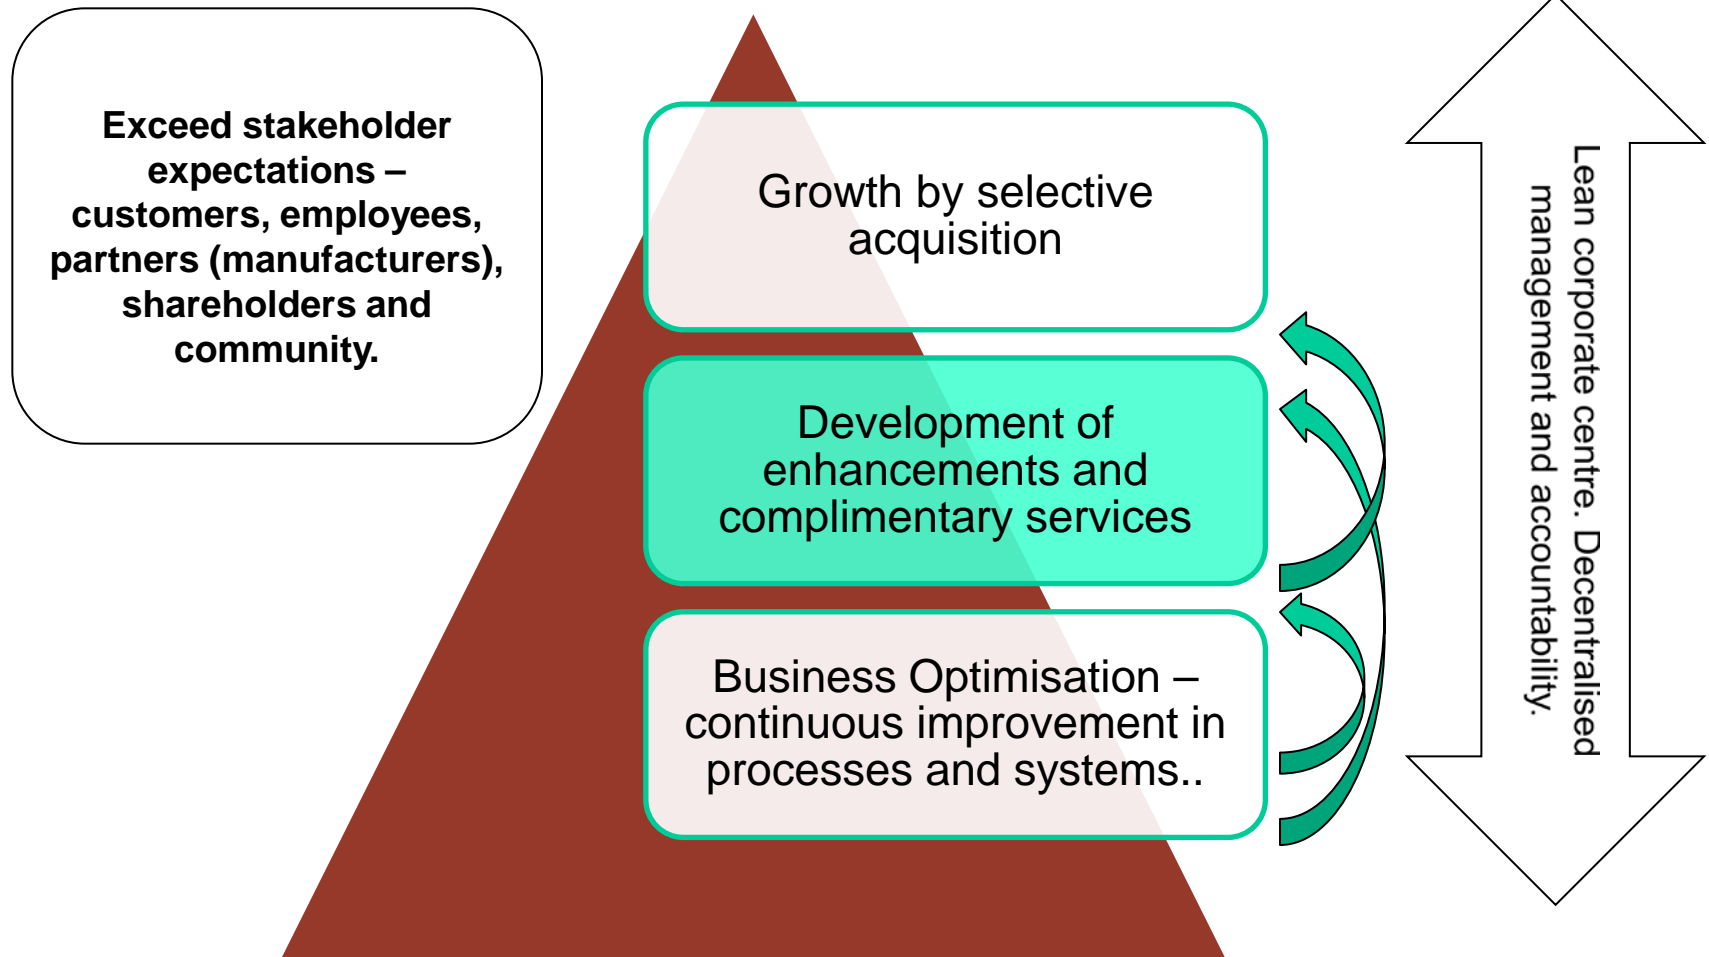 Exceed stakeholder
expectations –
customers, employees,
partners (manufacturers),
shareholders and
community.
Growth by selective
acquisition
Development of
enhancements and
complimentary services
Business Optimisation –
continuous improvement in
processes and systems..
Lean corporate centre. Decentralised
management and accountability.